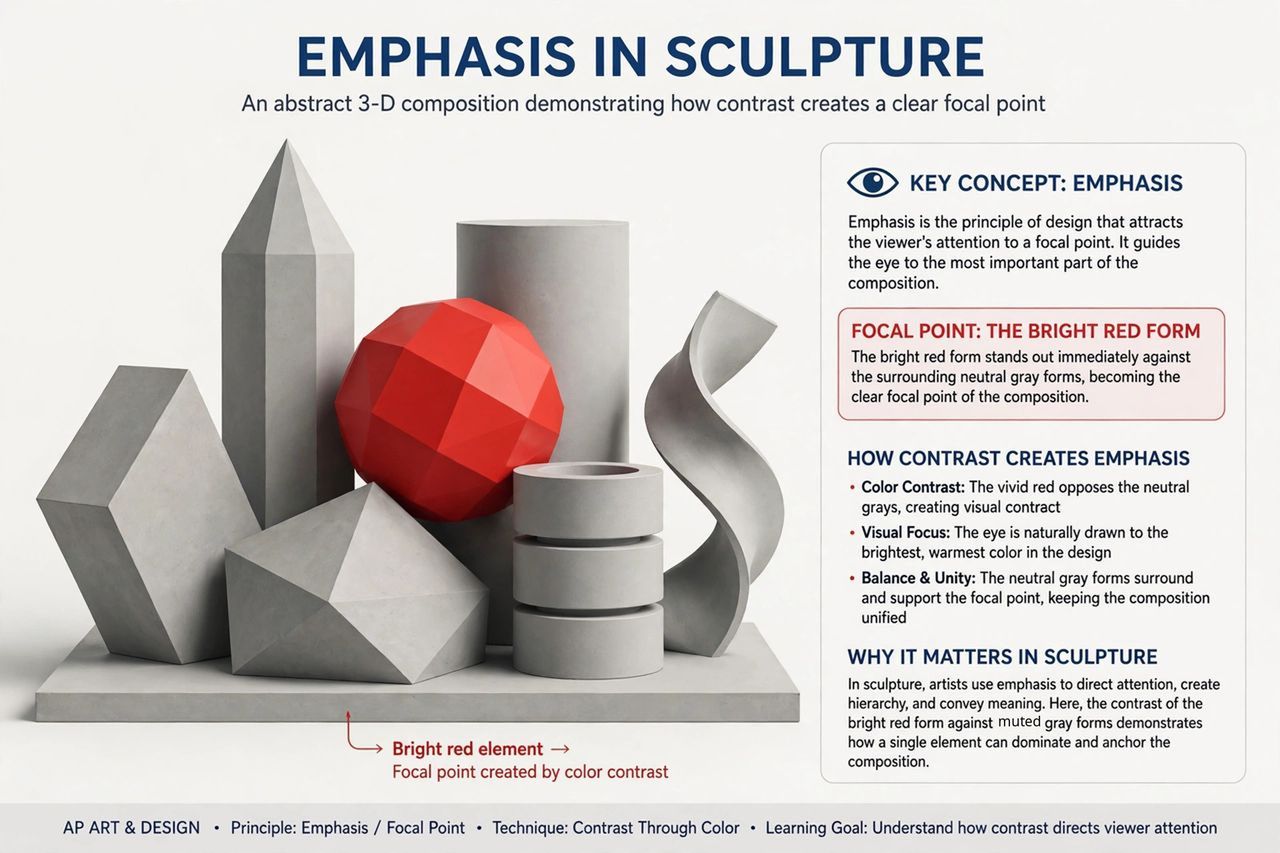 EMPHASIS IN SCULPTURE
An abstract 3-D composition demonstrating how contrast creates a clear focal point
KEY CONCEPT: EMPHASIS
Emphasis is the principle of design that attracts
the viewer's attention to a focal point. It guides
the eye to the most important part of the
composition.
FOCAL POINT: THE BRIGHT RED FORM
The bright red form stands out immediately against
the surrounding neutral gray forms, becoming the
clear focal point of the composition.
HOW CONTRAST CREATES EMPHASIS
• Color Contrast: The vivid red opposes the neutral
grays, creating visual contract
• Visual Focus: The eye is naturally drawn to the
brightest, warmest color in the design
• Balance & Unity: The neutral gray forms surround
and support the focal point, keeping the composition
unified
WHY IT MATTERS IN SCULPTURE
In sculpture, artists use emphasis to direct attention, create
hierarchy, and convey meaning. Here, the contrast of the
bright red form against muted gray forms demonstrates
how a single element can dominate and anchor the
composition.
Bright red element →
Focal point created by color contrast
AP ART & DESIGN • Principle: Emphasis / Focal Point • Technique: Contrast Through Color • Learning Goal: Understand how contrast directs viewer attention